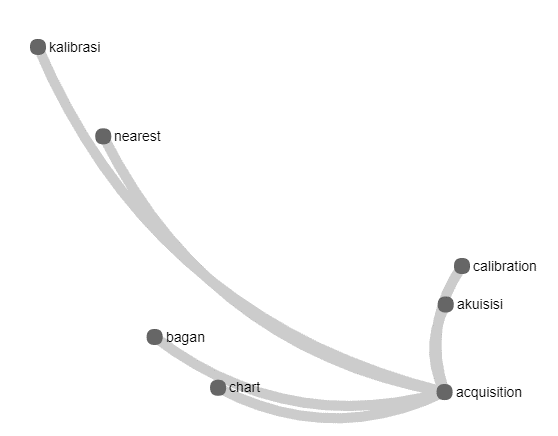 kalibrasi
nearest
calibration
akuisisi
bagan
chart
acquisition